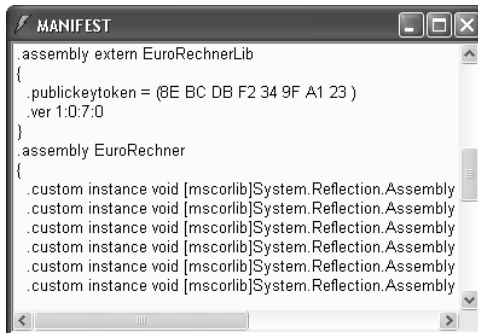 MANIFEST
.assembly extern EuroRechnerLib
{
.publickeytoken = (8E BC DB F2 34 9F A1 23 )
.ver 1:0:7:0
}
.assembly EuroRechner
{
.custom instance void [mscorlib]System.Reflection.Assembly
.custom instance void [mscorlib]System.Reflection.Assembly
.custom instance void [mscorlib]System.Reflection.Assembly
.custom instance void [mscorlib]System.Reflection.Assembly
.custom instance void [mscorlib]System.Reflection.Assembly
.custom instance void [mscorlib]System.Reflection.Assembly